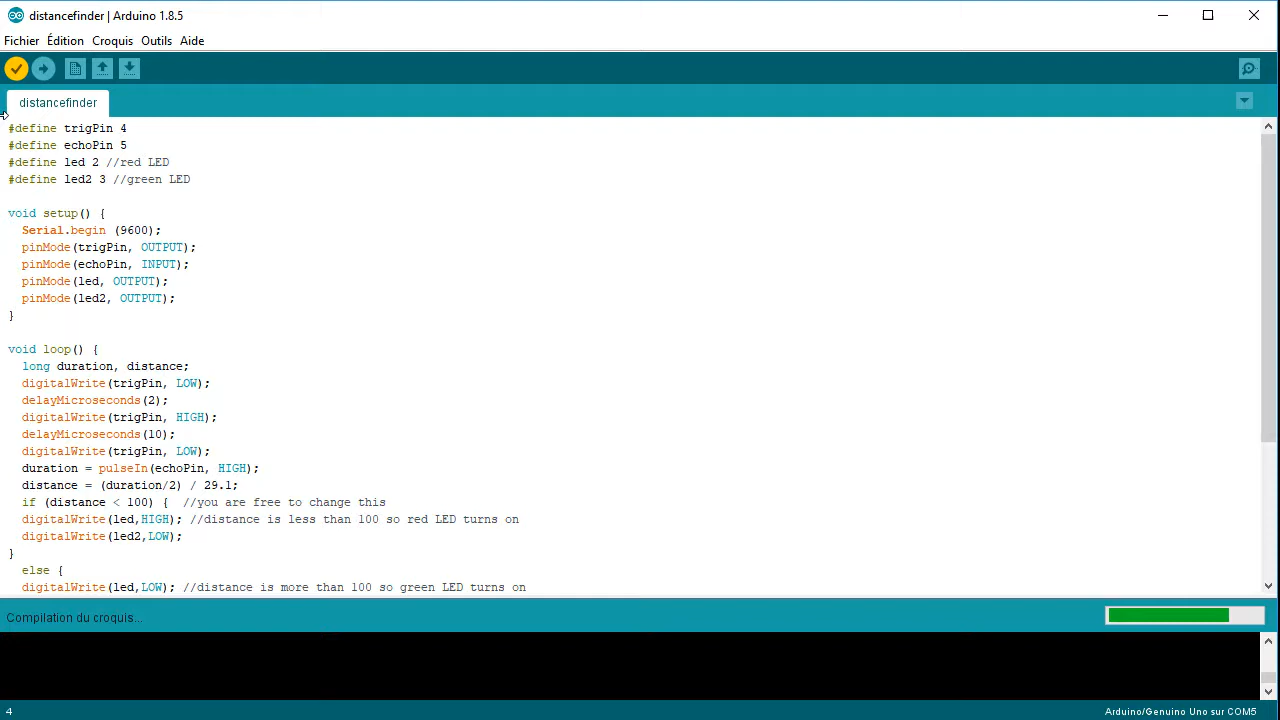 distancefinder | Arduino 1.8.5
Fichier Édition Croquis Outils Aide
distancefinder
#define trigPin 4
#define echoPin 5
#define led 2 //red LED
#define led2 3 //green LED
void setup() {
  Serial.begin (9600);
  pinMode(trigPin, OUTPUT);
  pinMode(echoPin, INPUT);
  pinMode(led, OUTPUT);
  pinMode(led2, OUTPUT);
}
void loop() {
  long duration, distance;
  digitalWrite(trigPin, LOW);
  delayMicroseconds(2);
  digitalWrite(trigPin, HIGH);
  delayMicroseconds(10);
  digitalWrite(trigPin, LOW);
  duration = pulseIn(echoPin, HIGH);
  distance = (duration/2) / 29.1;
  if (distance < 100) {  //you are free to change this
  digitalWrite(led,HIGH); //distance is less than 100 so red LED turns on
  digitalWrite(led2,LOW);
}
  else {
  digitalWrite(led,LOW); //distance is more than 100 so green LED turns on
Compilation du croquis...
4
Arduino/Genuino Uno sur COM5